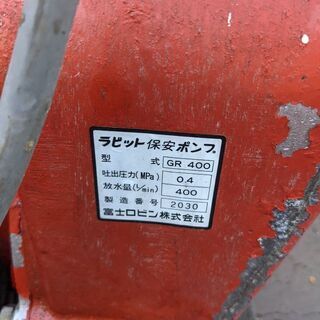 ラビット保安ポンプ
型 式 GR 400
吐出圧力(MPa) 0.4
放水量(ℓ/min) 400
製造番号 2030
富士ロビン株式会社